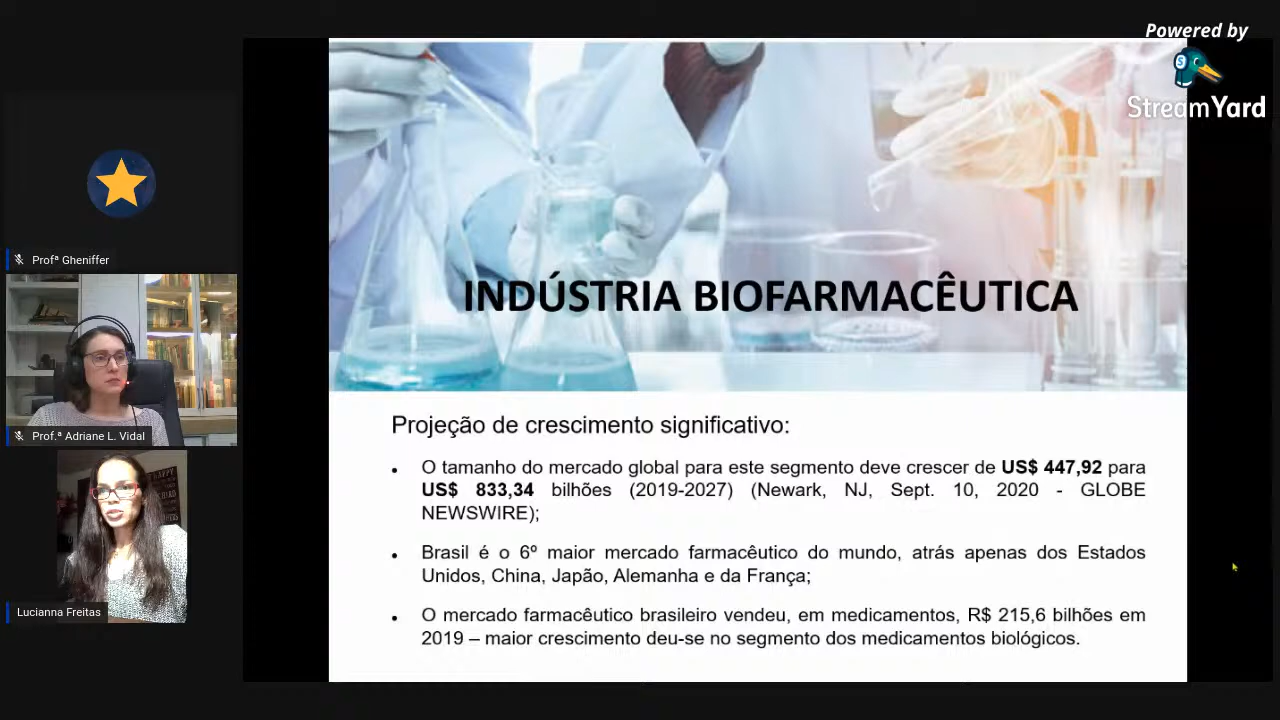 Powered by
StreamYard
INDÚSTRIA BIOFARMACÊUTICA
Profª Gheniffer
Prof.ª Adriane L. Vidal
Lucianna Freitas
Projeção de crescimento significativo:
• O tamanho do mercado global para este segmento deve crescer de US$ 447,92 para
US$ 833,34 bilhões (2019-2027) (Newark, NJ, Sept. 10, 2020 - GLOBE
NEWSWIRE);
• Brasil é o 6º maior mercado farmacêutico do mundo, atrás apenas dos Estados
Unidos, China, Japão, Alemanha e da França;
• O mercado farmacêutico brasileiro vendeu, em medicamentos, R$ 215,6 bilhões em
2019 – maior crescimento deu-se no segmento dos medicamentos biológicos.